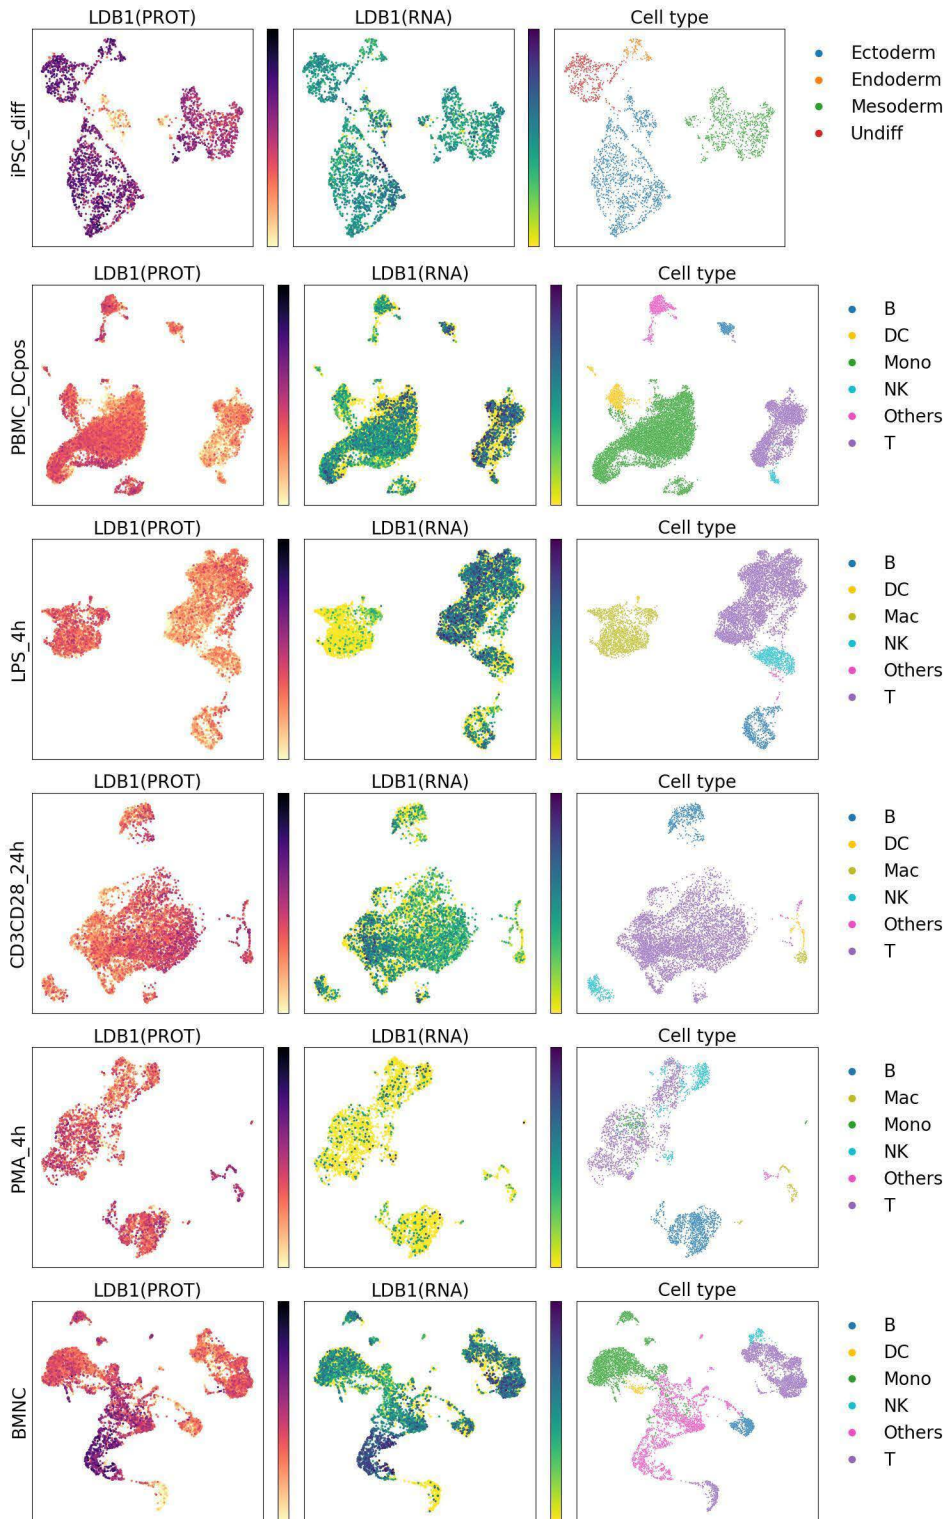 LDB1(PROT) LDB1(RNA) Cell type
iPSC_diff
Ectoderm
Endoderm
Mesoderm
Undiff
LDB1(PROT) LDB1(RNA) Cell type
PBMC_DCpos
B
DC
Mono
NK
Others
T
LDB1(PROT) LDB1(RNA) Cell type
LPS_4h
B
DC
Mac
NK
Others
T
LDB1(PROT) LDB1(RNA) Cell type
CD3CD28_24h
B
DC
Mac
NK
Others
T
LDB1(PROT) LDB1(RNA) Cell type
PMA_4h
B
Mac
Mono
NK
Others
T
LDB1(PROT) LDB1(RNA) Cell type
BMNC
B
DC
Mono
NK
Others
T